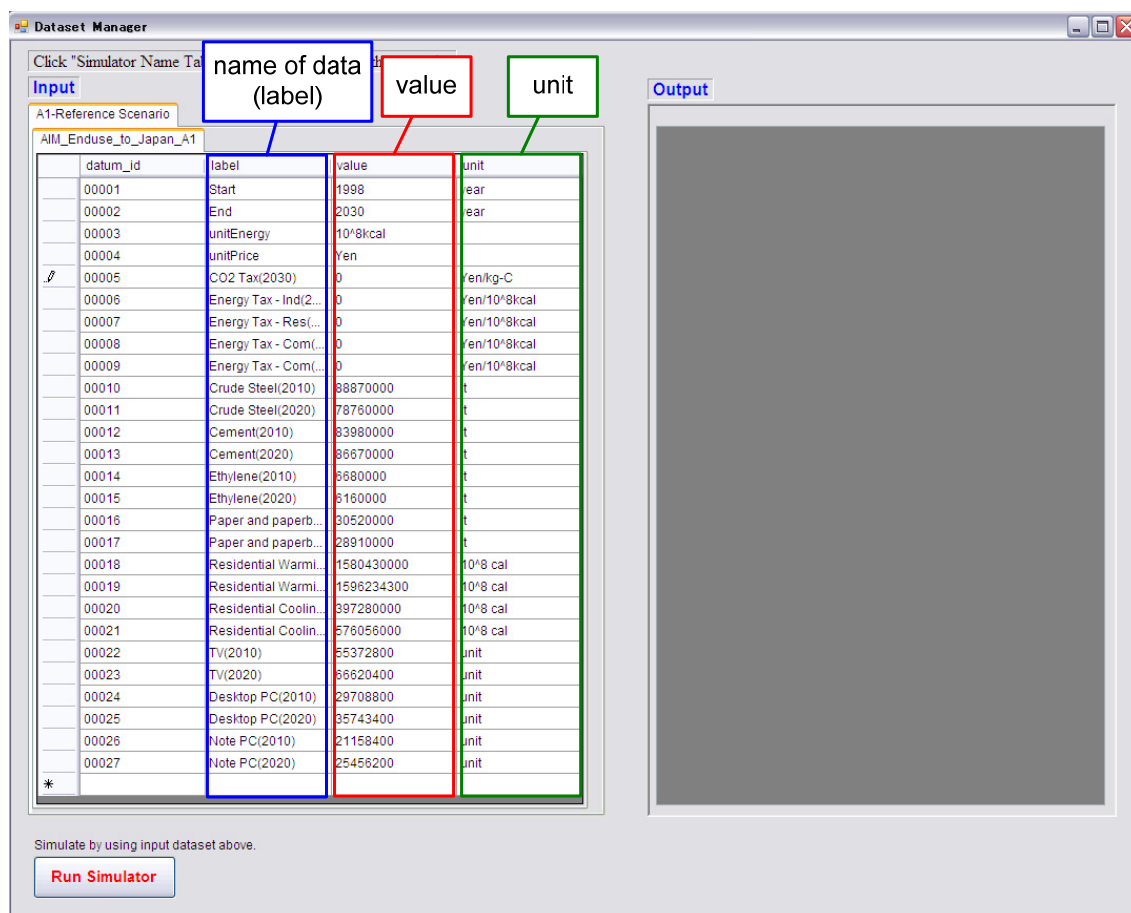 Dataset Manager
Click "Simulator Name Ta
name of data
(label)
value
unit
Input
Output
A1-Reference Scenario
AIM_Enduse_to_Japan_A1
datum_id label value unit
00001 Start 1998 year
00002 End 2030 year
00003 unitEnergy 10^8kcal
00004 unitPrice Yen
00005 CO2 Tax(2030) 0 Yen/kg-C
00006 Energy Tax - Ind(2... 0 Yen/10^8kcal
00007 Energy Tax - Res(... 0 Yen/10^8kcal
00008 Energy Tax - Com(... 0 Yen/10^8kcal
00009 Energy Tax - Com(... 0 Yen/10^8kcal
00010 Crude Steel(2010) 88870000 t
00011 Crude Steel(2020) 78760000 t
00012 Cement(2010) 83980000 t
00013 Cement(2020) 86670000 t
00014 Ethylene(2010) 6680000 t
00015 Ethylene(2020) 6160000 t
00016 Paper and paperb... 30520000 t
00017 Paper and paperb... 28910000 t
00018 Residential Warmi... 1580430000 10^8 cal
00019 Residential Warmi... 1596234300 10^8 cal
00020 Residential Coolin... 397280000 10^8 cal
00021 Residential Coolin... 576056000 10^8 cal
00022 TV(2010) 55372800 unit
00023 TV(2020) 66620400 unit
00024 Desktop PC(2010) 29708800 unit
00025 Desktop PC(2020) 35743400 unit
00026 Note PC(2010) 21158400 unit
00027 Note PC(2020) 25456200 unit
Simulate by using input dataset above.
Run Simulator